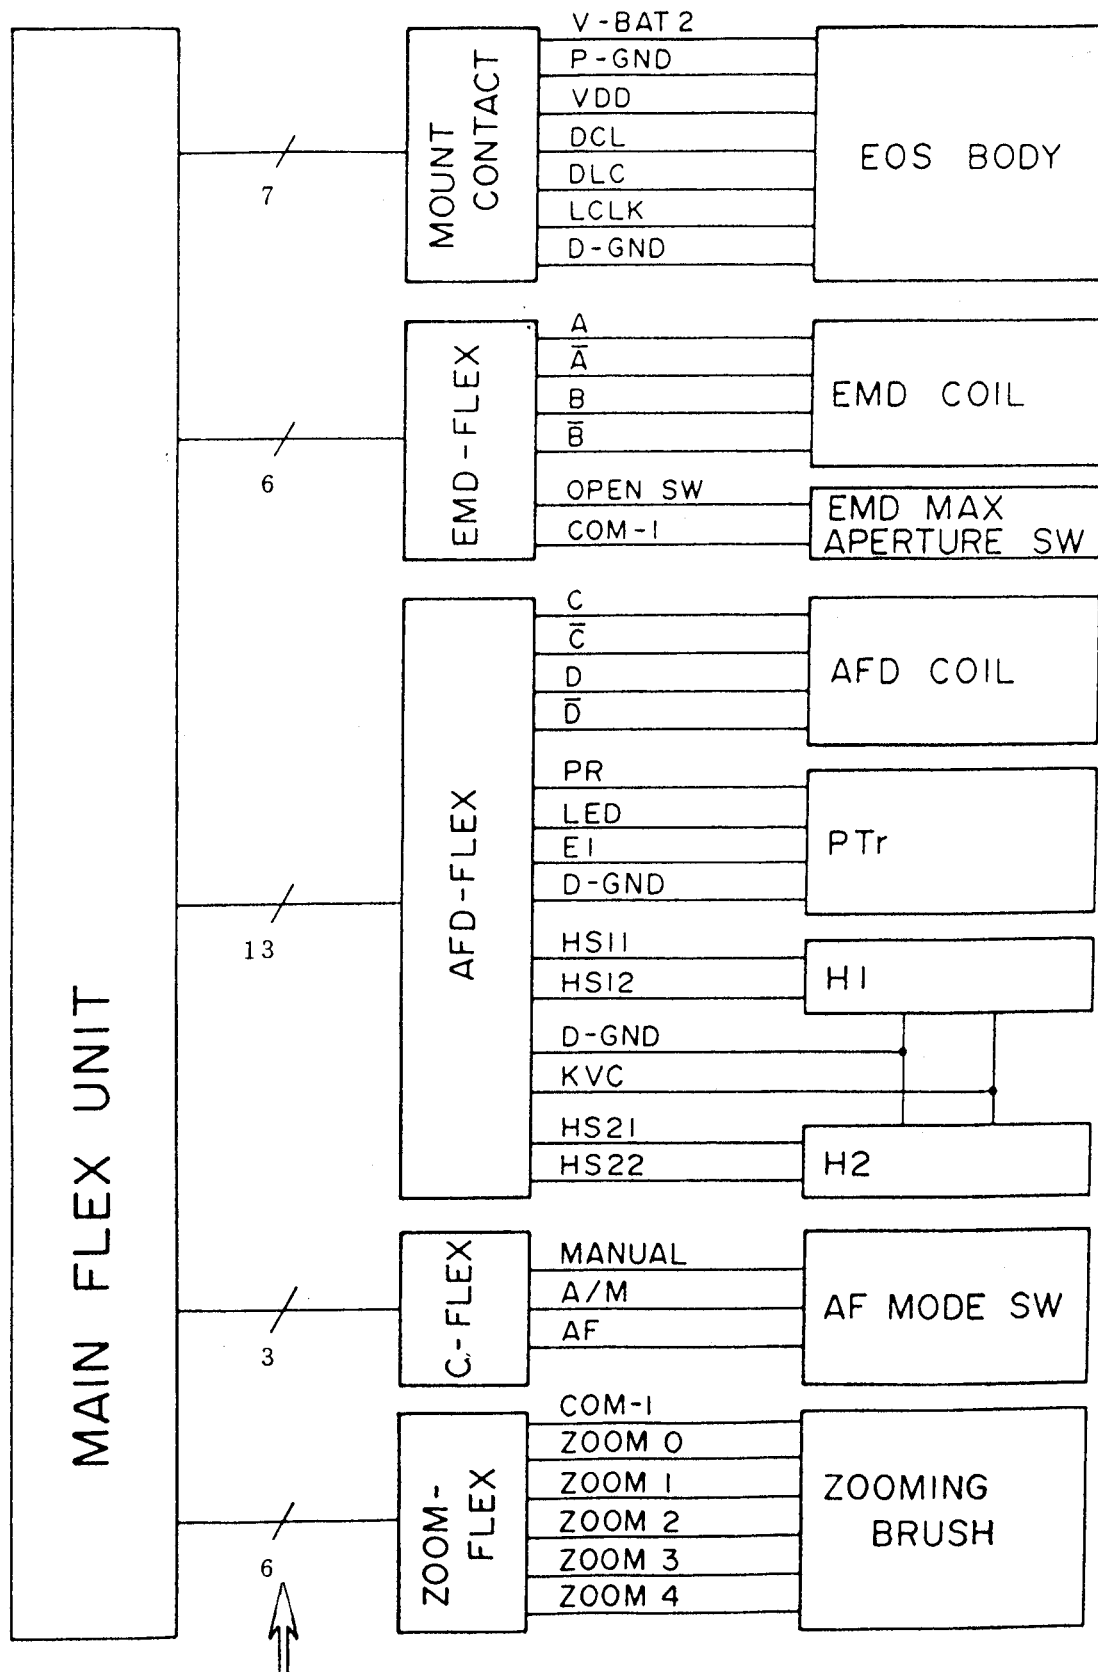 MAIN FLEX UNIT
7
MOUNT
CONTACT
V-BAT 2
P-GND
VDD
DCL
DLC
LCLK
D-GND
EOS BODY
6
EMD-FLEX
A
A̅
B
B̅
EMD COIL
OPEN SW
COM-1
EMD MAX
APERTURE SW
13
AFD-FLEX
C
C̅
D
D̅
AFD COIL
PR
LED
E1
D-GND
PTr
HS11
HS12
H1
D-GND
KVC
HS21
HS22
H2
3
C-FLEX
MANUAL
A/M
AF
AF MODE SW
6
ZOOM-
FLEX
COM-1
ZOOM 0
ZOOM 1
ZOOM 2
ZOOM 3
ZOOM 4
ZOOMING
BRUSH